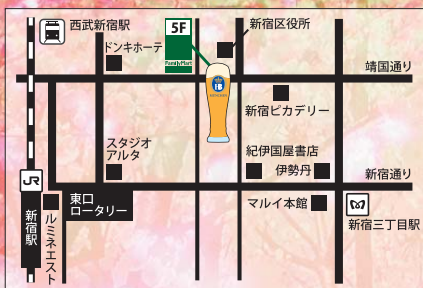 西武新宿駅
5F
新宿区役所
ドンキホーテ
FamilyMart
靖国通り
HB
新宿ピカデリー
スタジオ
アルタ
紀伊国屋書店
伊勢丹
新宿通り
JR
東口
ロータリー
マルイ本館
新宿駅
ルミネエスト
新宿三丁目駅